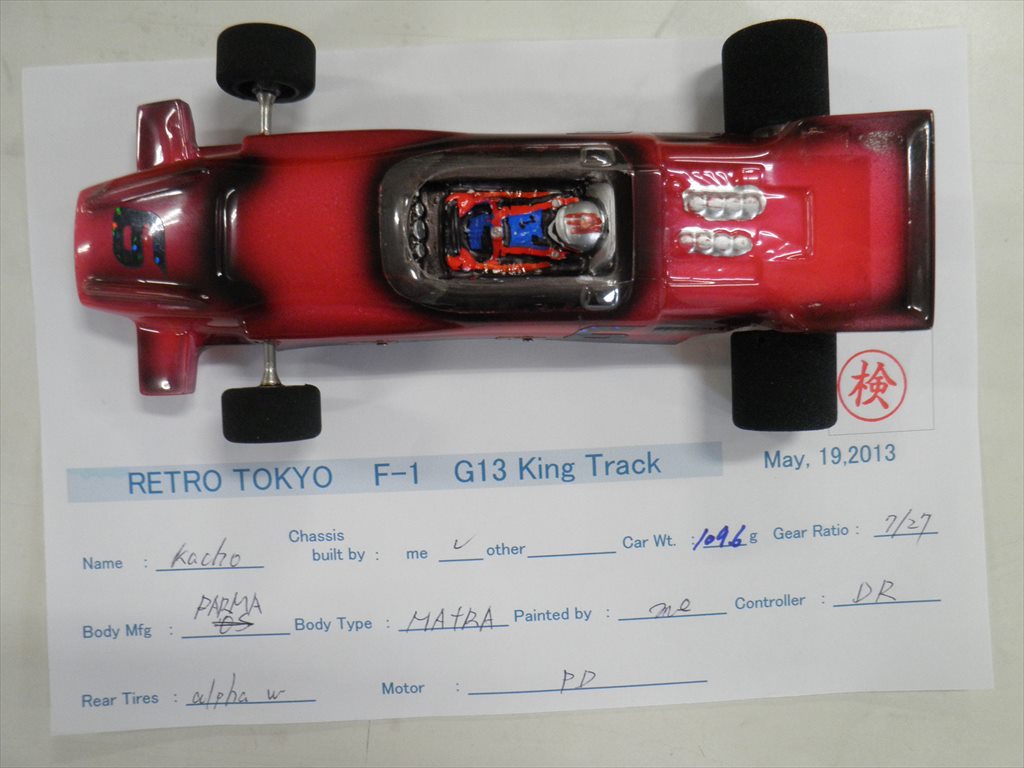 9
検
RETRO TOKYO F-1 G13 King Track
May, 19,2013
Name : Kacho Chassis built by : me ✓ other Car Wt. : 109.6 g Gear Ratio : 7/27
Body Mfg : PARMA OS Body Type : MATRA Painted by : me Controller : DR
Rear Tires : alpha w Motor : PD